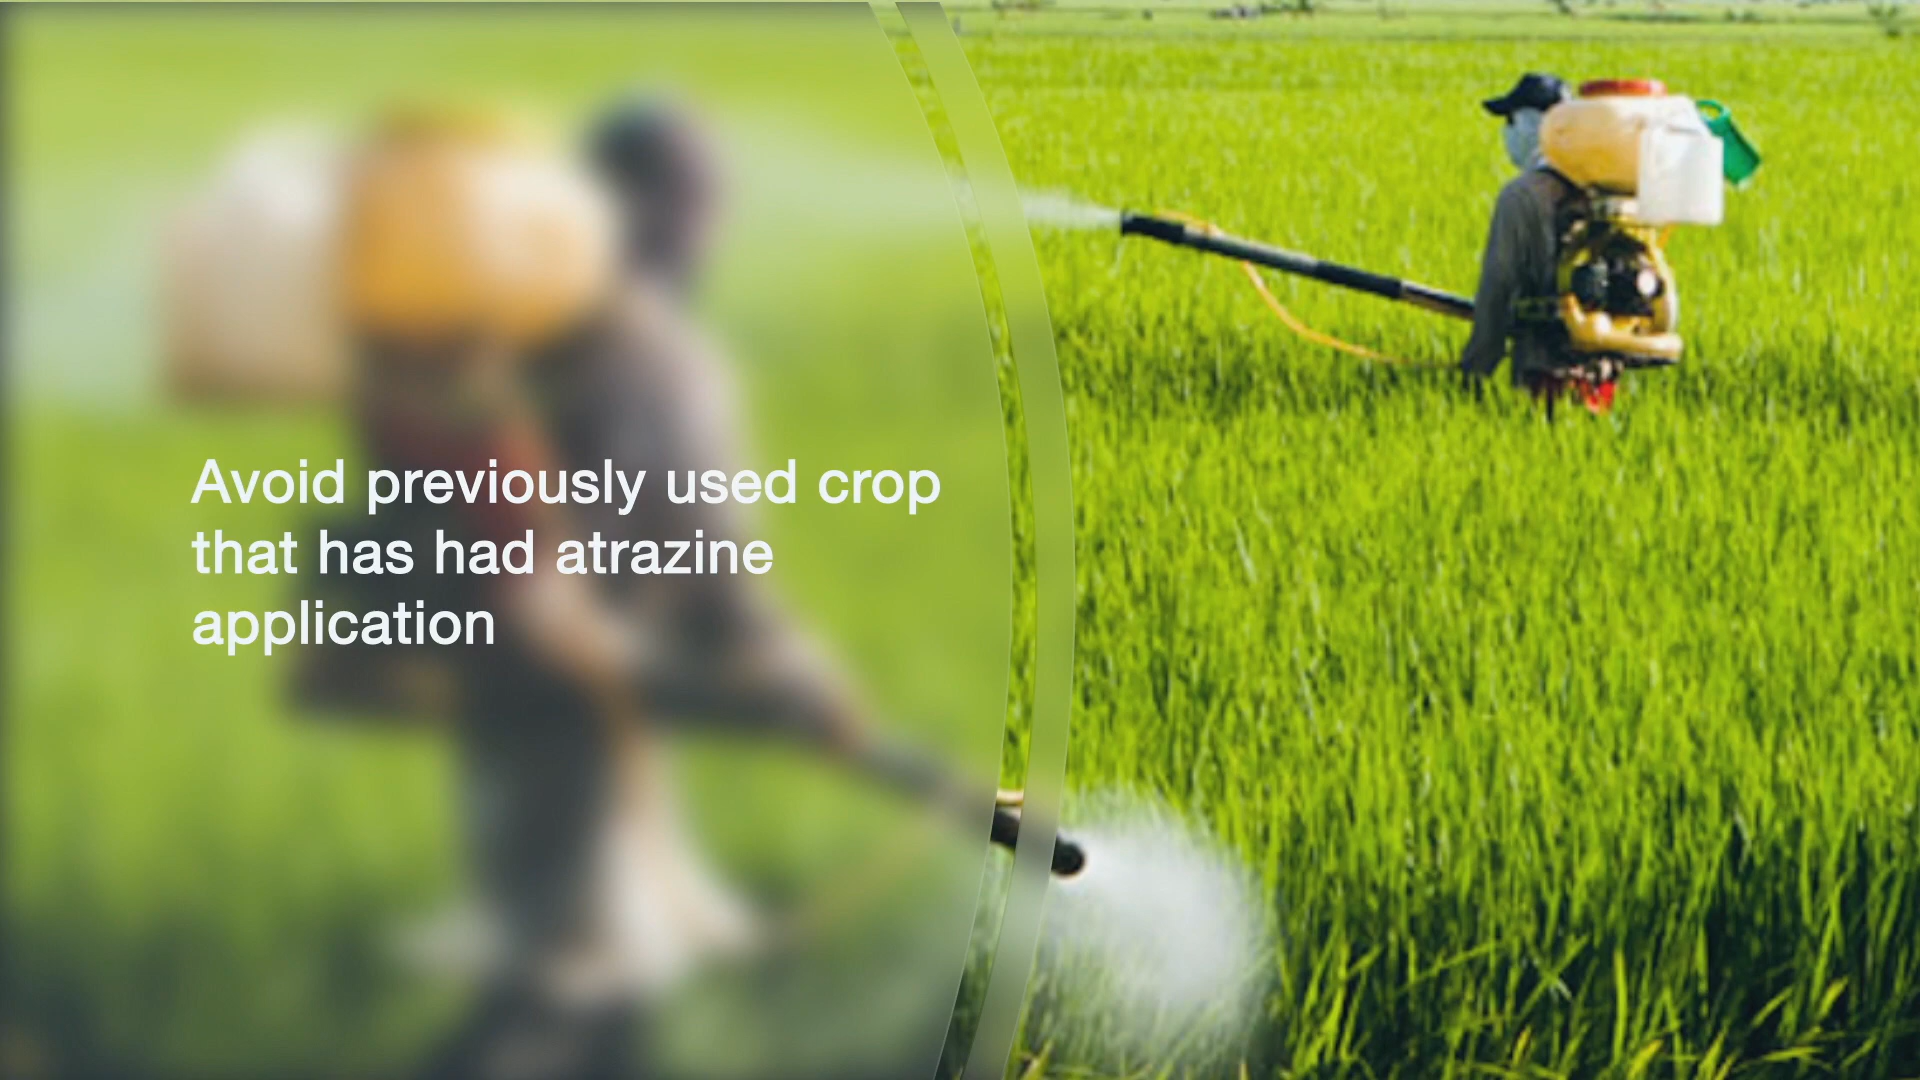 Avoid previously used crop
that has had atrazine
application